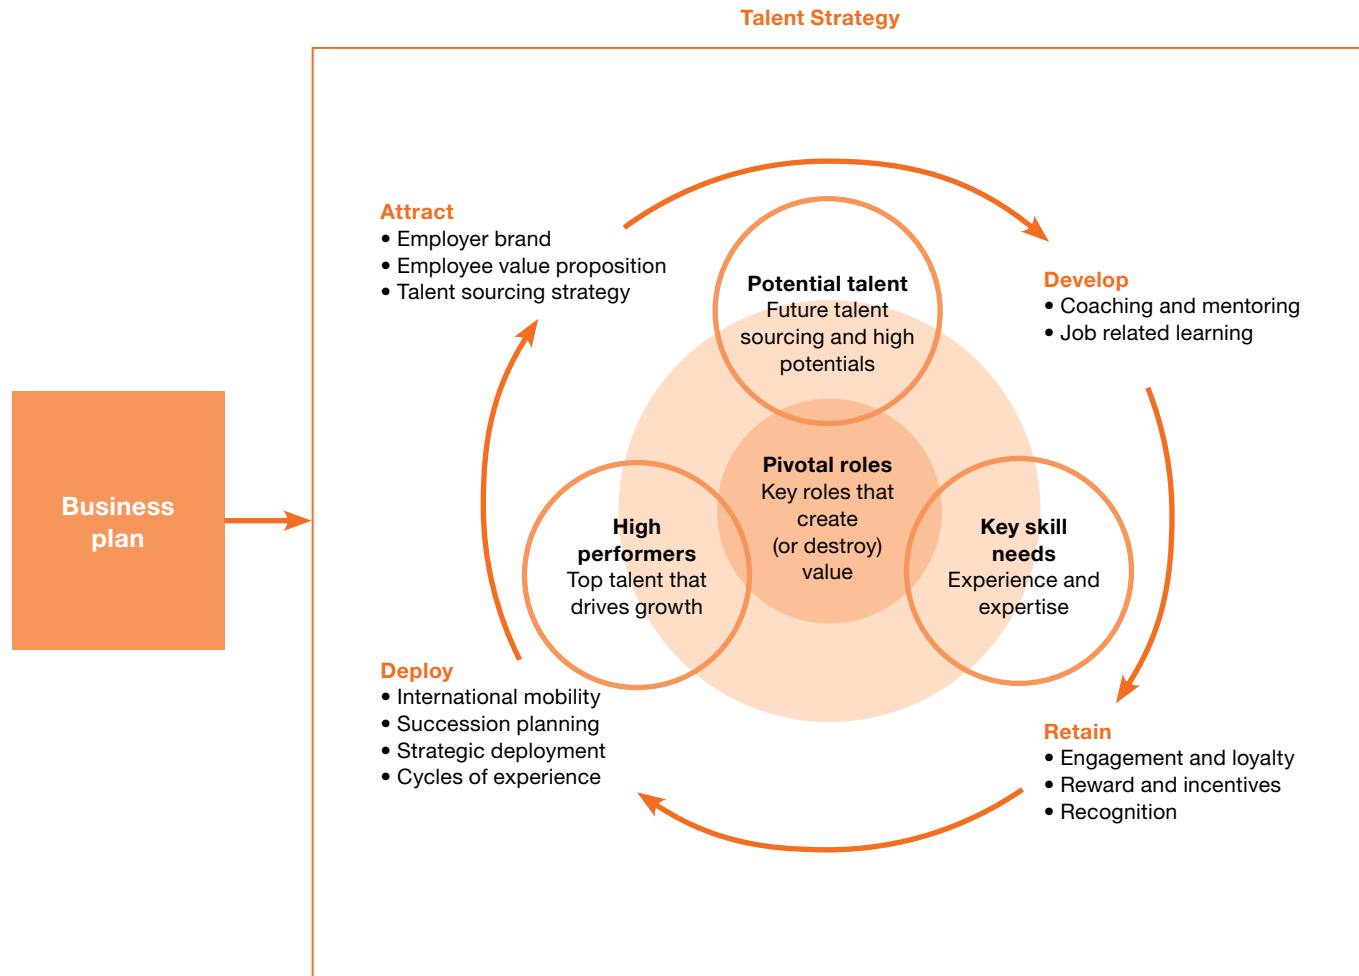 Talent Strategy
Attract
• Employer brand
• Employee value proposition
• Talent sourcing strategy
Potential talent
Future talent
sourcing and high
potentials
Develop
• Coaching and mentoring
• Job related learning
Business
plan
Pivotal roles
Key roles that
create
(or destroy)
value
High
performers
Top talent that
drives growth
Key skill
needs
Experience and
expertise
Deploy
• International mobility
• Succession planning
• Strategic deployment
• Cycles of experience
Retain
• Engagement and loyalty
• Reward and incentives
• Recognition